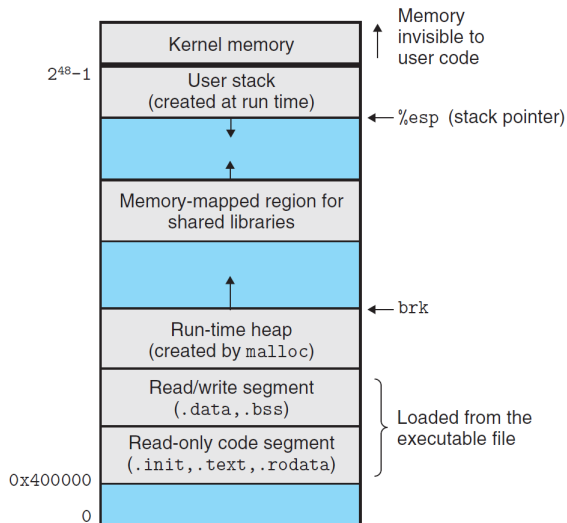 Memory
invisible to
user code
Kernel memory
2⁴⁸−1
User stack
(created at run time)
%esp (stack pointer)
Memory-mapped region for
shared libraries
brk
Run-time heap
(created by malloc)
Read/write segment
(.data,.bss)
Loaded from the
executable file
Read-only code segment
(.init,.text,.rodata)
0x400000
0